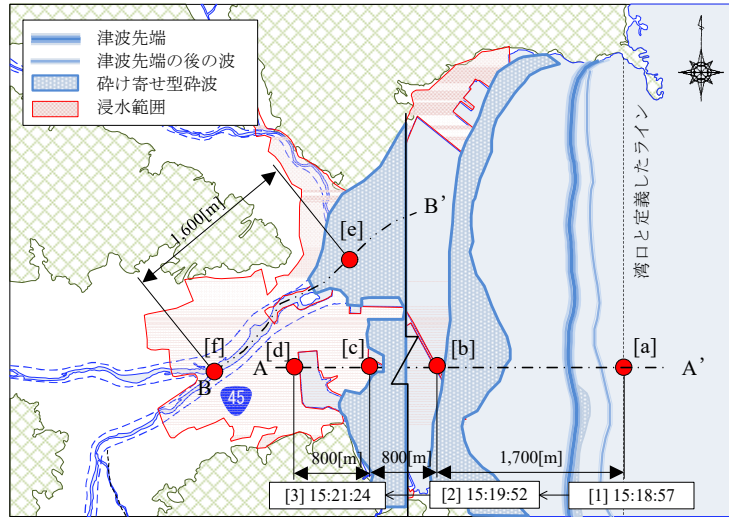 津波先端
津波先端の後の波
砕け寄せ型砕波
浸水範囲
湾口と定義したライン
1,600[m]
B’
[e]
[f]
[d]
[c]
[b]
[a]
A
A’
B
45
800[m]
800[m]
1,700[m]
[3] 15:21:24
[2] 15:19:52
[1] 15:18:57